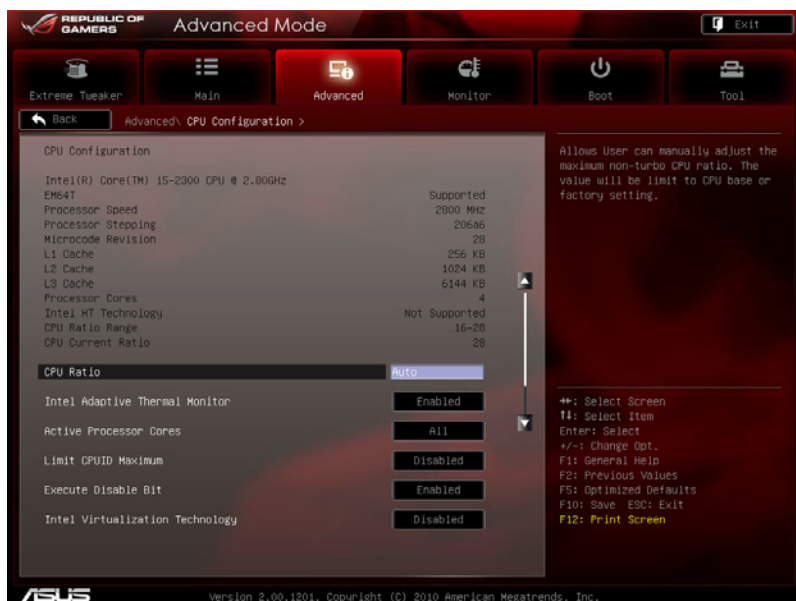 REPUBLIC OF
GAMERS
Advanced Mode
Exit
Extreme Tweaker
Main
Advanced
Monitor
Boot
Tool
Back
Advanced\ CPU Configuration >
CPU Configuration
Intel(R) Core(TM) i5-2300 CPU @ 2.80GHz
EM64T Supported
Processor Speed 2800 MHz
Processor Stepping 206a6
Microcode Revision 28
L1 Cache 256 KB
L2 Cache 1024 KB
L3 Cache 6144 KB
Processor Cores 4
Intel HT Technology Not Supported
CPU Ratio Range 16-28
CPU Current Ratio 28
CPU Ratio Auto
Intel Adaptive Thermal Monitor Enabled
Active Processor Cores All
Limit CPUID Maximum Disabled
Execute Disable Bit Enabled
Intel Virtualization Technology Disabled
Allows User can manually adjust the
maximum non-turbo CPU ratio. The
value will be limit to CPU base or
factory setting.
→←: Select Screen
↑↓: Select Item
Enter: Select
+/-: Change Opt.
F1: General Help
F2: Previous Values
F5: Optimized Defaults
F10: Save ESC: Exit
F12: Print Screen
ASUS
Version 2.00.1201. Copyright (C) 2010 American Megatrends, Inc.